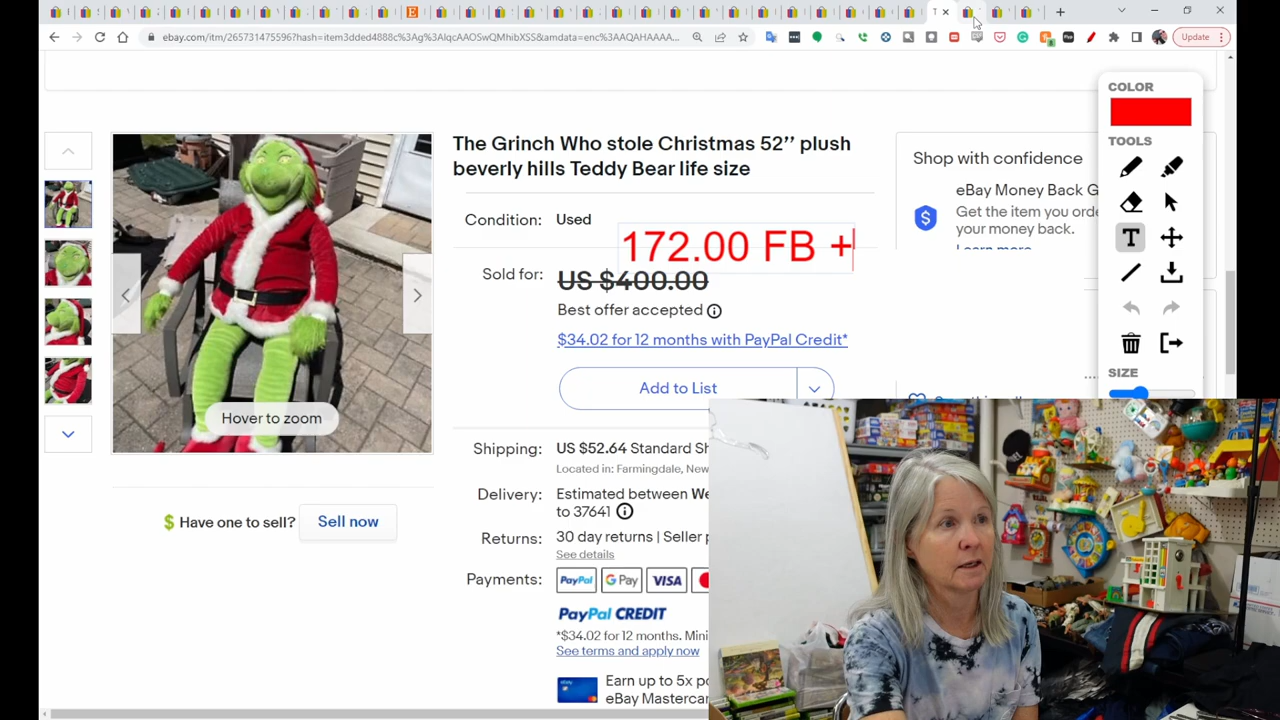 ebay.com/itm/265731475596?hash=item3dded4888c%3Ag%3AIqcAAOSwQMhibXSS&amdata=enc%3AAQAHAAAA
Update
The Grinch Who stole Christmas 52’’ plush
beverly hills Teddy Bear life size
Condition: Used
172.00 FB +
Sold for: US $400.00
Best offer accepted
$34.02 for 12 months with PayPal Credit*
Add to List
Hover to zoom
Shipping: US $52.64 Standard Sh
Located in: Farmingdale, New
Delivery: Estimated between We
to 37641
Returns: 30 day returns | Seller p
See details
Payments: PayPal G Pay VISA
PayPal CREDIT
*$34.02 for 12 months. Mini
See terms and apply now
Earn up to 5x po
eBay Mastercar
Have one to sell? Sell now
Shop with confidence
eBay Money Back G
Get the item you orde
your money back.
Learn more
COLOR
TOOLS
T
SIZE